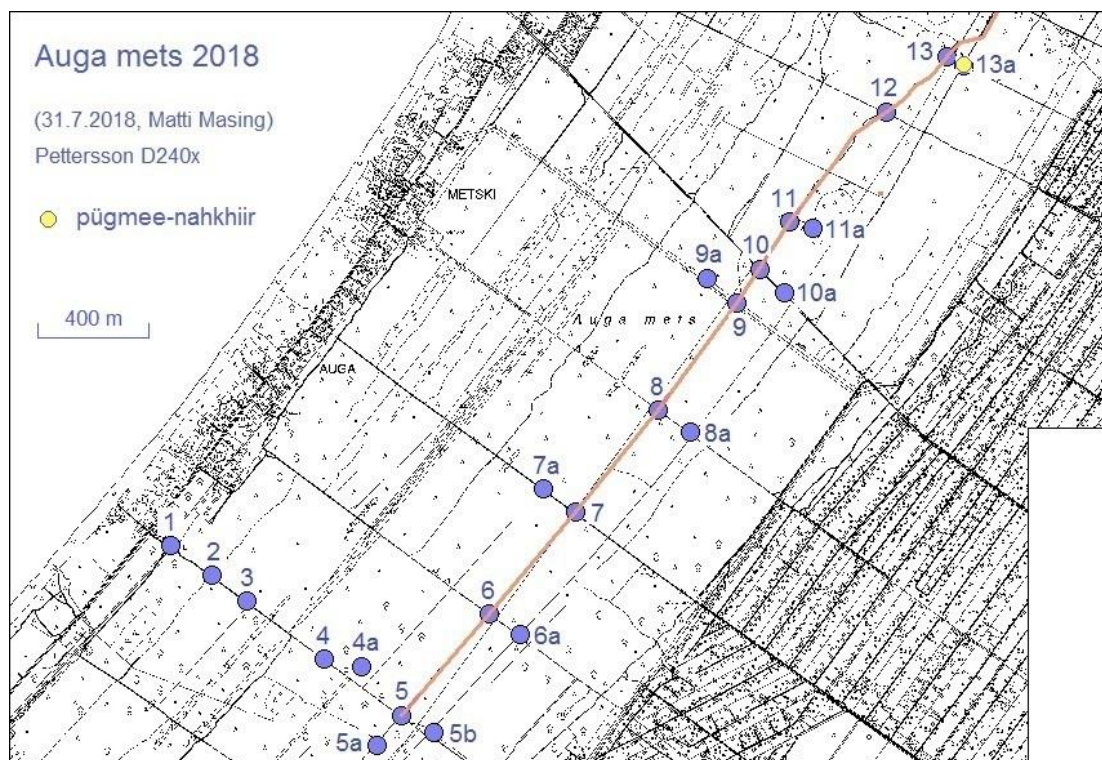 Auga mets 2018
(31.7.2018, Matti Masing)
Pettersson D240x
pügmee-nahkhiir
400 m
METSKI
AUGA
Auga mets
13
13a
12
11
11a
10
10a
9a
9
8
8a
7a
7
6
6a
1
2
3
4
4a
5
5a
5b